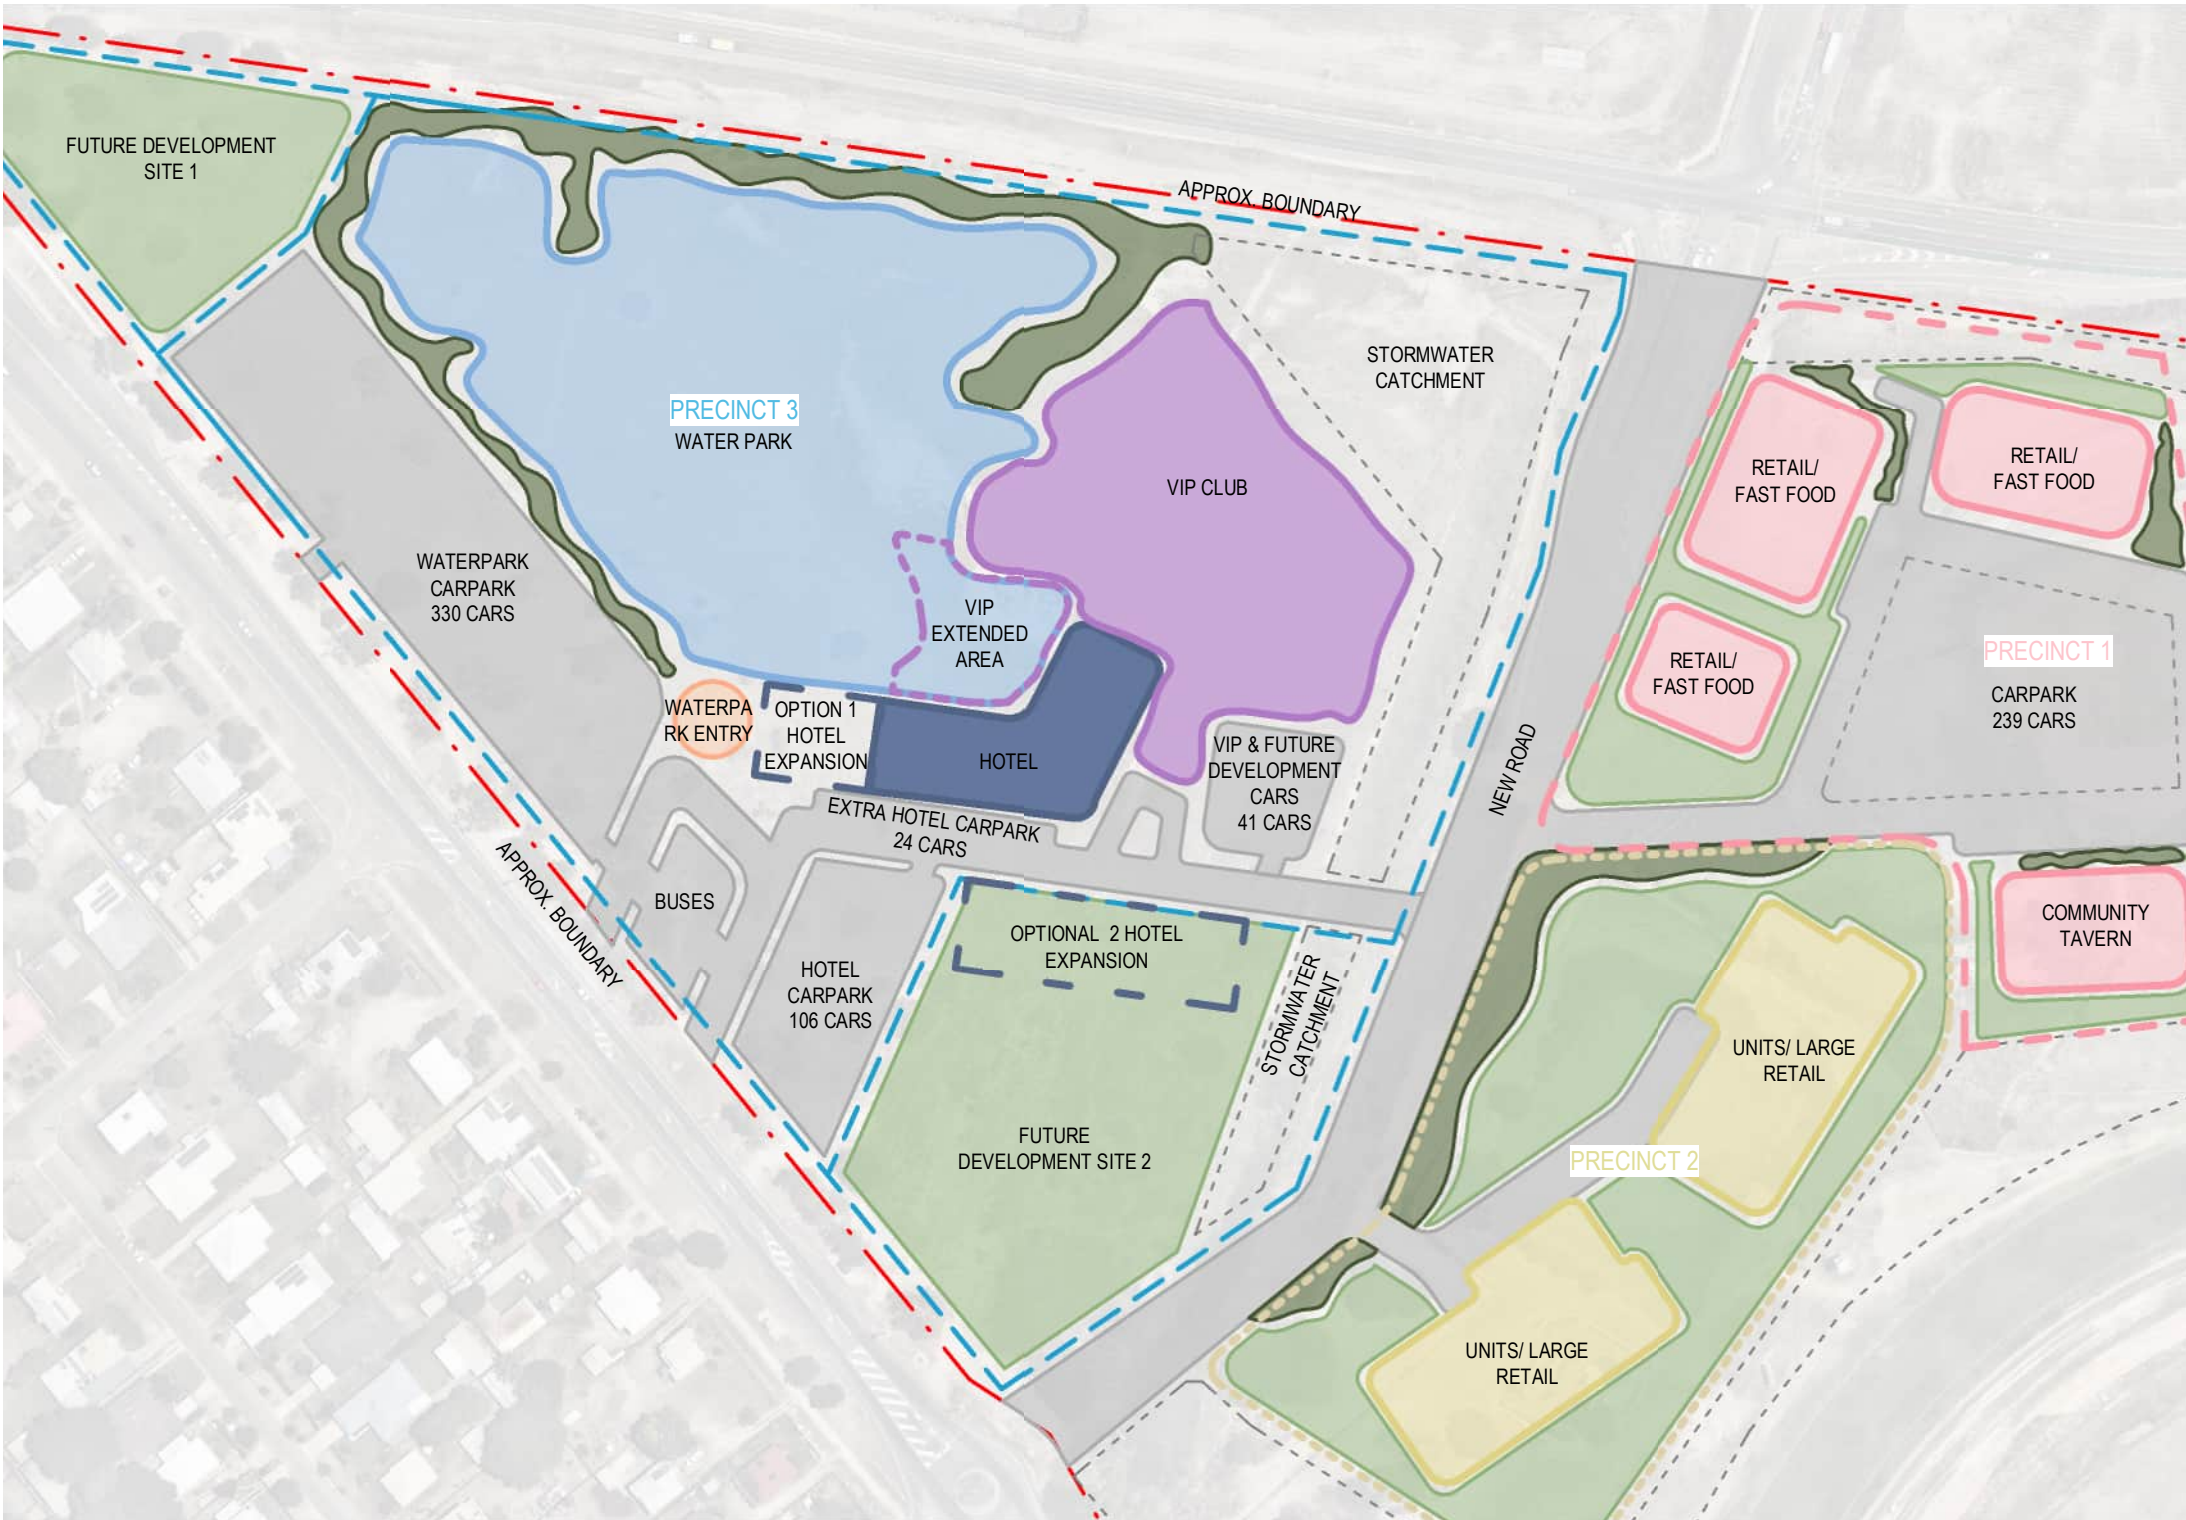 FUTURE DEVELOPMENT
SITE 1
APPROX. BOUNDARY
STORMWATER
CATCHMENT
PRECINCT 3
WATER PARK
VIP CLUB
RETAIL/
FAST FOOD
RETAIL/
FAST FOOD
WATERPARK
CARPARK
330 CARS
VIP
EXTENDED
AREA
RETAIL/
FAST FOOD
PRECINCT 1
CARPARK
239 CARS
WATERPA
RK ENTRY
OPTION 1
HOTEL
EXPANSION
HOTEL
VIP & FUTURE
DEVELOPMENT
CARS
41 CARS
NEW ROAD
EXTRA HOTEL CARPARK
24 CARS
APPROX. BOUNDARY
BUSES
HOTEL
CARPARK
106 CARS
OPTIONAL 2 HOTEL
EXPANSION
STORMWATER
CATCHMENT
COMMUNITY
TAVERN
UNITS/ LARGE
RETAIL
FUTURE
DEVELOPMENT SITE 2
PRECINCT 2
UNITS/ LARGE
RETAIL